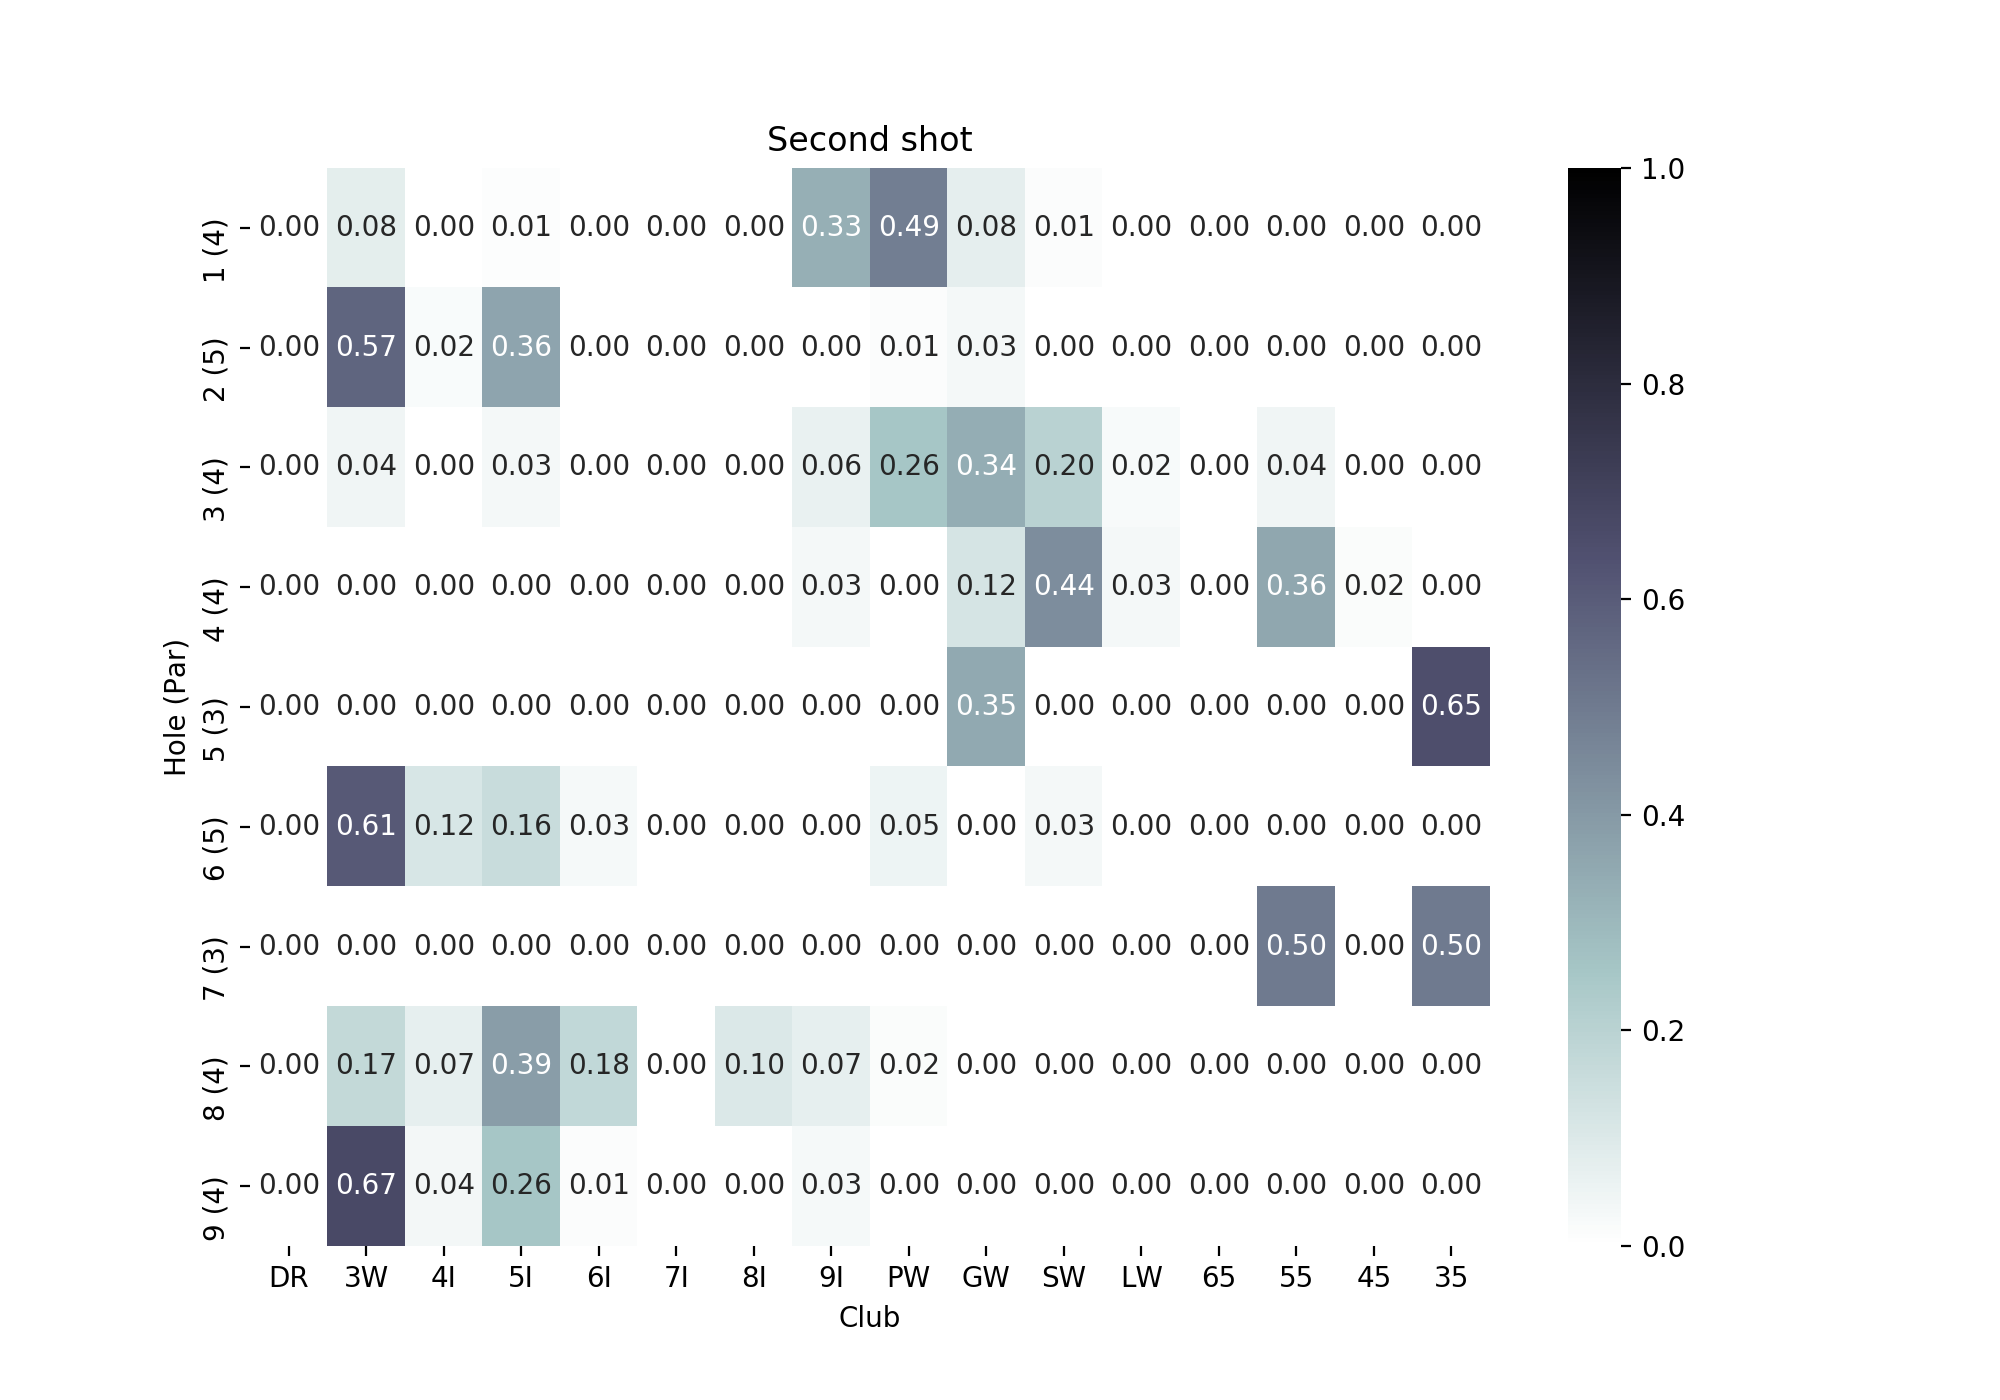 Second shot
1 (4) 0.00 0.08 0.00 0.01 0.00 0.00 0.00 0.33 0.49 0.08 0.01 0.00 0.00 0.00 0.00 0.00
2 (5) 0.00 0.57 0.02 0.36 0.00 0.00 0.00 0.00 0.01 0.03 0.00 0.00 0.00 0.00 0.00 0.00
3 (4) 0.00 0.04 0.00 0.03 0.00 0.00 0.00 0.06 0.26 0.34 0.20 0.02 0.00 0.04 0.00 0.00
4 (4) 0.00 0.00 0.00 0.00 0.00 0.00 0.00 0.03 0.00 0.12 0.44 0.03 0.00 0.36 0.02 0.00
5 (3) 0.00 0.00 0.00 0.00 0.00 0.00 0.00 0.00 0.00 0.35 0.00 0.00 0.00 0.00 0.00 0.65
6 (5) 0.00 0.61 0.12 0.16 0.03 0.00 0.00 0.00 0.05 0.00 0.03 0.00 0.00 0.00 0.00 0.00
7 (3) 0.00 0.00 0.00 0.00 0.00 0.00 0.00 0.00 0.00 0.00 0.00 0.00 0.00 0.50 0.00 0.50
8 (4) 0.00 0.17 0.07 0.39 0.18 0.00 0.10 0.07 0.02 0.00 0.00 0.00 0.00 0.00 0.00 0.00
9 (4) 0.00 0.67 0.04 0.26 0.01 0.00 0.00 0.03 0.00 0.00 0.00 0.00 0.00 0.00 0.00 0.00
DR 3W 4I 5I 6I 7I 8I 9I PW GW SW LW 65 55 45 35
Club
Hole (Par)
1.0
0.8
0.6
0.4
0.2
0.0